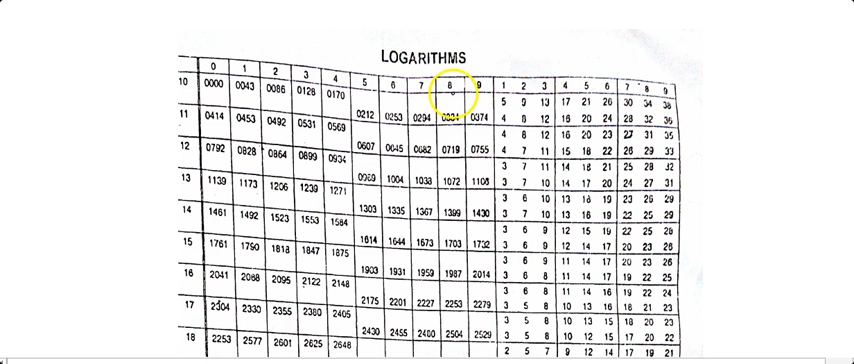 LOGARITHMS
0 1 2 3 4 5 6 7 8 9 1 2 3 4 5 6 7 8 9
10 0000 0043 0086 0128 0170 5 9 13 17 21 26 30 34 38
0212 0253 0294 0334 0374 4 8 12 16 20 24 28 32 36
11 0414 0453 0492 0531 0569 4 8 12 16 20 23 27 31 35
0607 0645 0682 0719 0755 4 7 11 15 18 22 26 29 33
12 0792 0828 0864 0899 0934 3 7 11 14 18 21 25 28 32
0969 1004 1038 1072 1106 3 7 10 14 17 20 24 27 31
13 1139 1173 1206 1239 1271 3 6 10 13 16 19 23 26 29
1303 1335 1367 1399 1430 3 7 10 13 16 19 22 25 29
14 1461 1492 1523 1553 1584 3 6 9 12 15 19 22 25 28
1614 1644 1673 1703 1732 3 6 9 12 14 17 20 23 26
15 1761 1790 1818 1847 1875 3 6 9 11 14 17 20 23 26
1903 1931 1959 1987 2014 3 6 8 11 14 17 19 22 25
16 2041 2068 2095 2122 2148 3 6 8 11 14 16 19 22 24
2175 2201 2227 2253 2279 3 5 8 10 13 16 18 21 23
17 2304 2330 2355 2380 2405 3 5 8 10 13 15 18 20 23
2430 2455 2480 2504 2529 3 5 8 10 12 15 17 20 22
18 2253 2577 2601 2625 2648 2 5 7 9 12 14 17 19 21